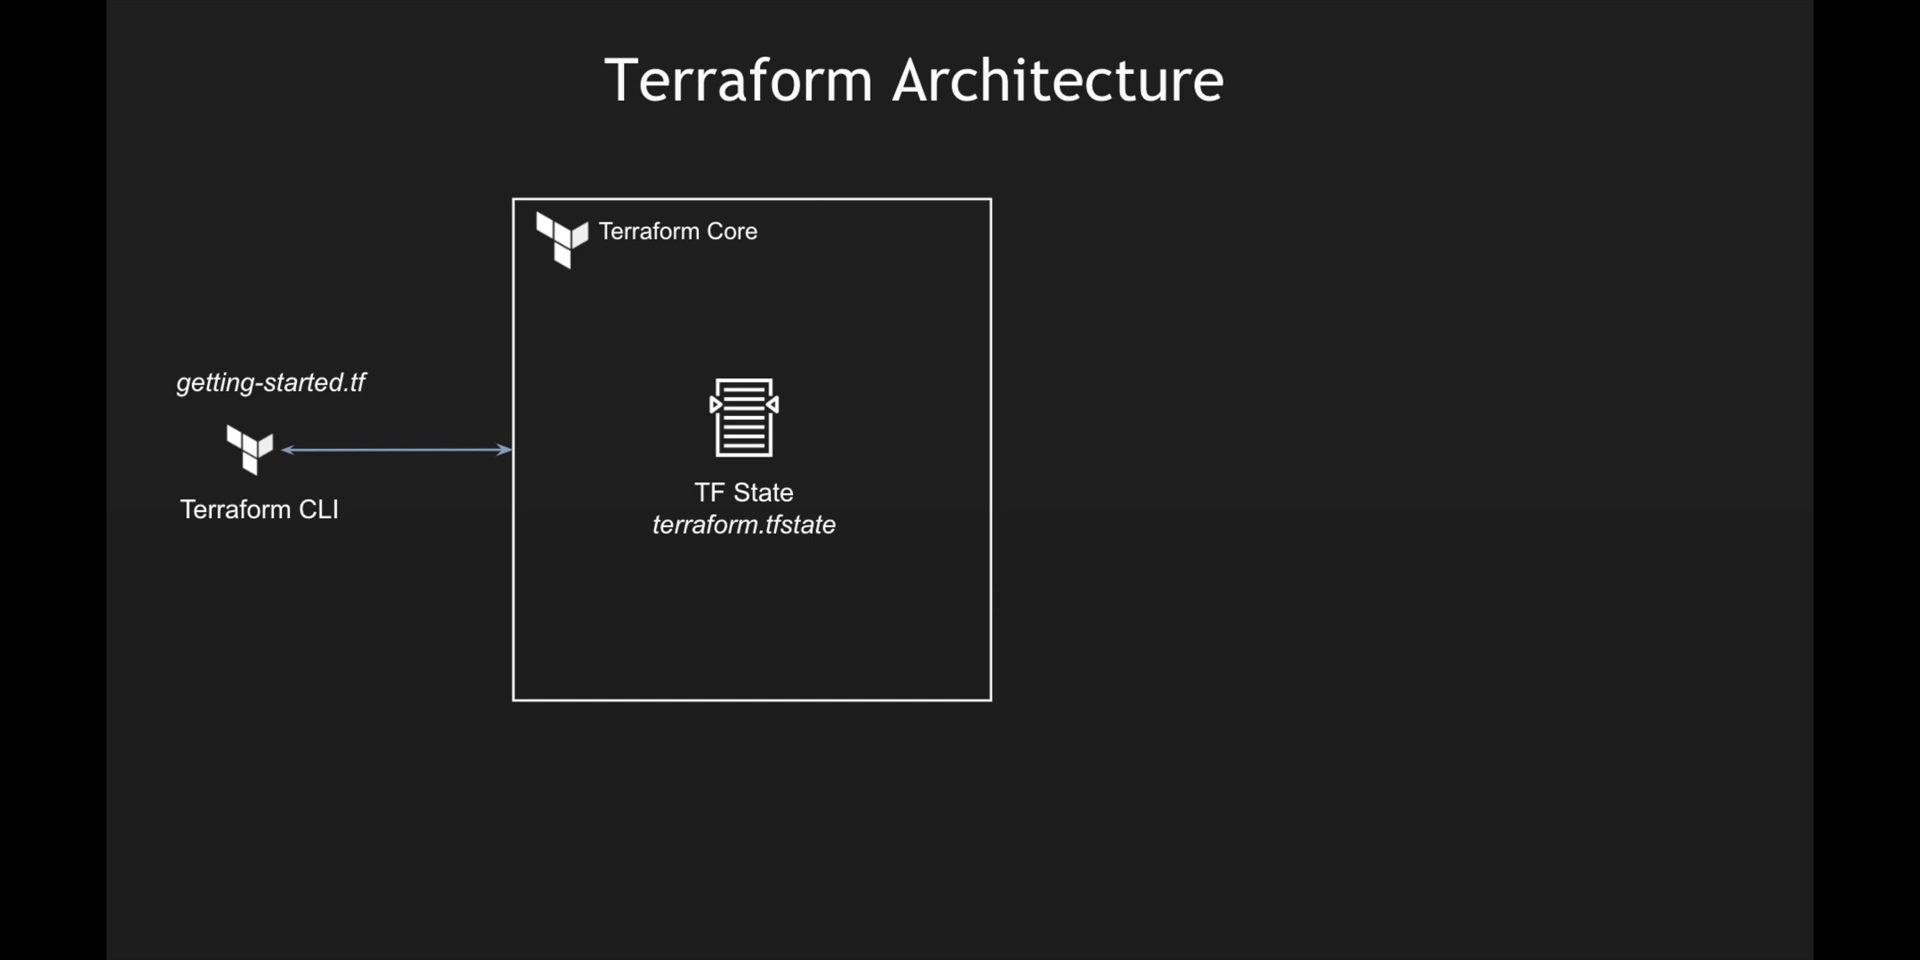 Terraform Architecture
Terraform Core
getting-started.tf
Terraform CLI
TF State
terraform.tfstate